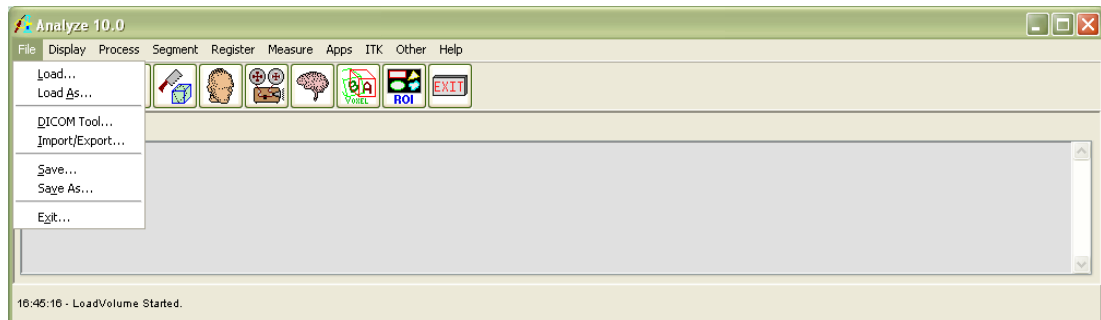 Analyze 10.0
File Display Process Segment Register Measure Apps ITK Other Help
Load...
Load As...
VOXEL
B A
ROI
EXIT
DICOM Tool...
Import/Export...
Save...
Save As...
Exit...
16:45:16 - LoadVolume Started.